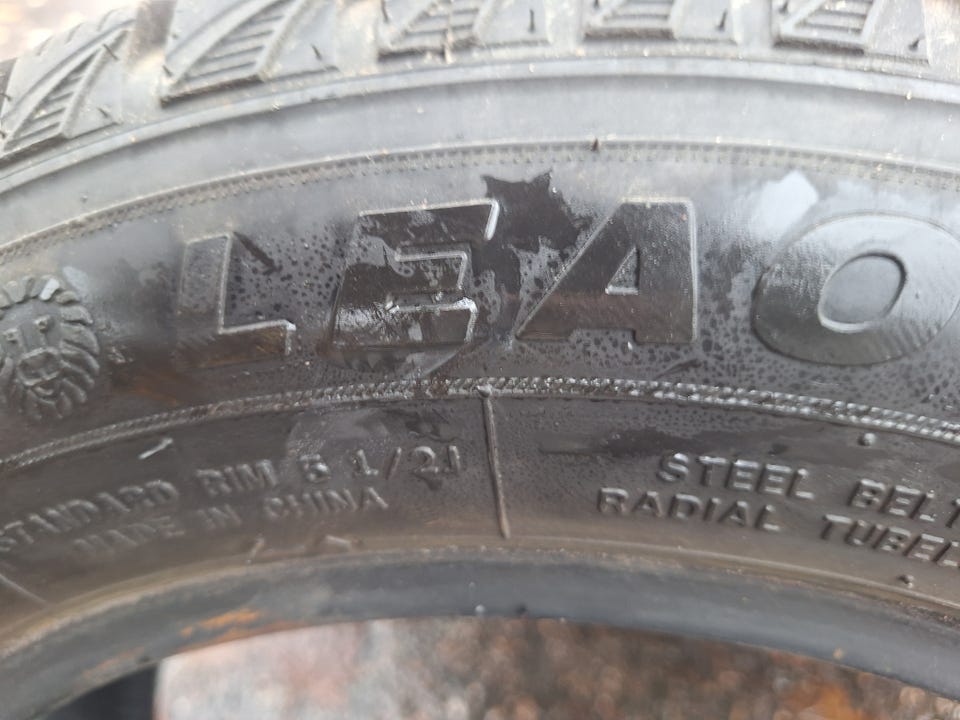 LEAO
STANDARD RIM 5 1/2J
MADE IN CHINA
STEEL BELT
RADIAL TUBEL